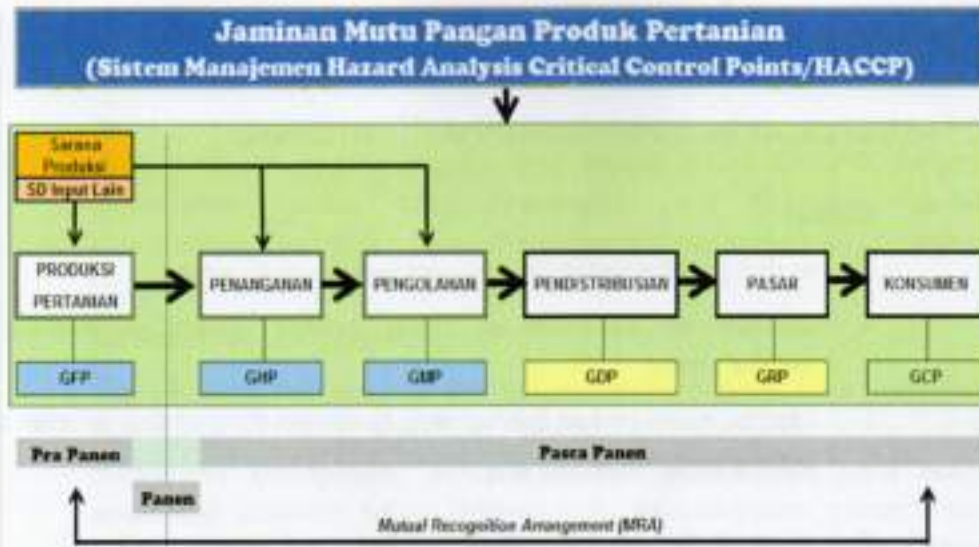 Jaminan Mutu Pangan Produk Pertanian
(Sistem Manajemen Hazard Analysis Critical Control Points/HACCP)
Sarana
Produksi
SD Input Lain
PRODUKSI
PERTANIAN
PENANGANAN
PENGOLAHAN
PENDISTRIBUSIAN
PASAR
KONSUMEN
GFP
GHP
GMP
GDP
GRP
GCP
Pra Panen
Pasca Panen
Panen
Mutual Recognition Arrangement (MRA)